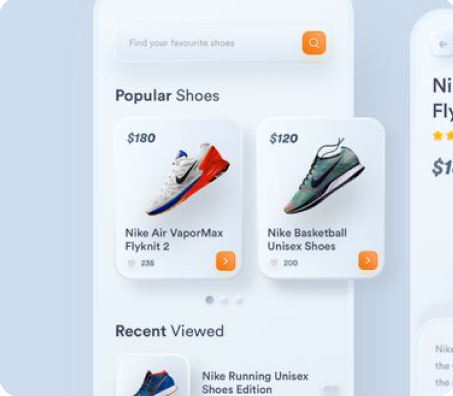 Find your favourite shoes
Popular Shoes
$180
Nike Air VaporMax
Flyknit 2
235
$120
Nike Basketball
Unisex Shoes
200
Recent Viewed
Nike Running Unisex
Shoes Edition
Ni
Fly
$1
Nike
the
the